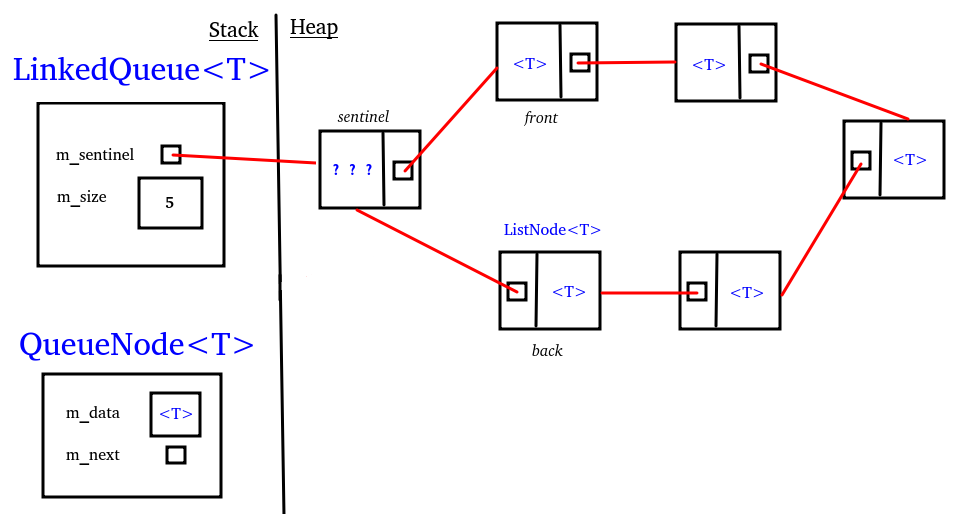 Stack
Heap
LinkedQueue<T>
m_sentinel
m_size
5
sentinel
? ? ?
<T>
front
<T>
<T>
ListNode<T>
<T>
back
<T>
QueueNode<T>
m_data
<T>
m_next